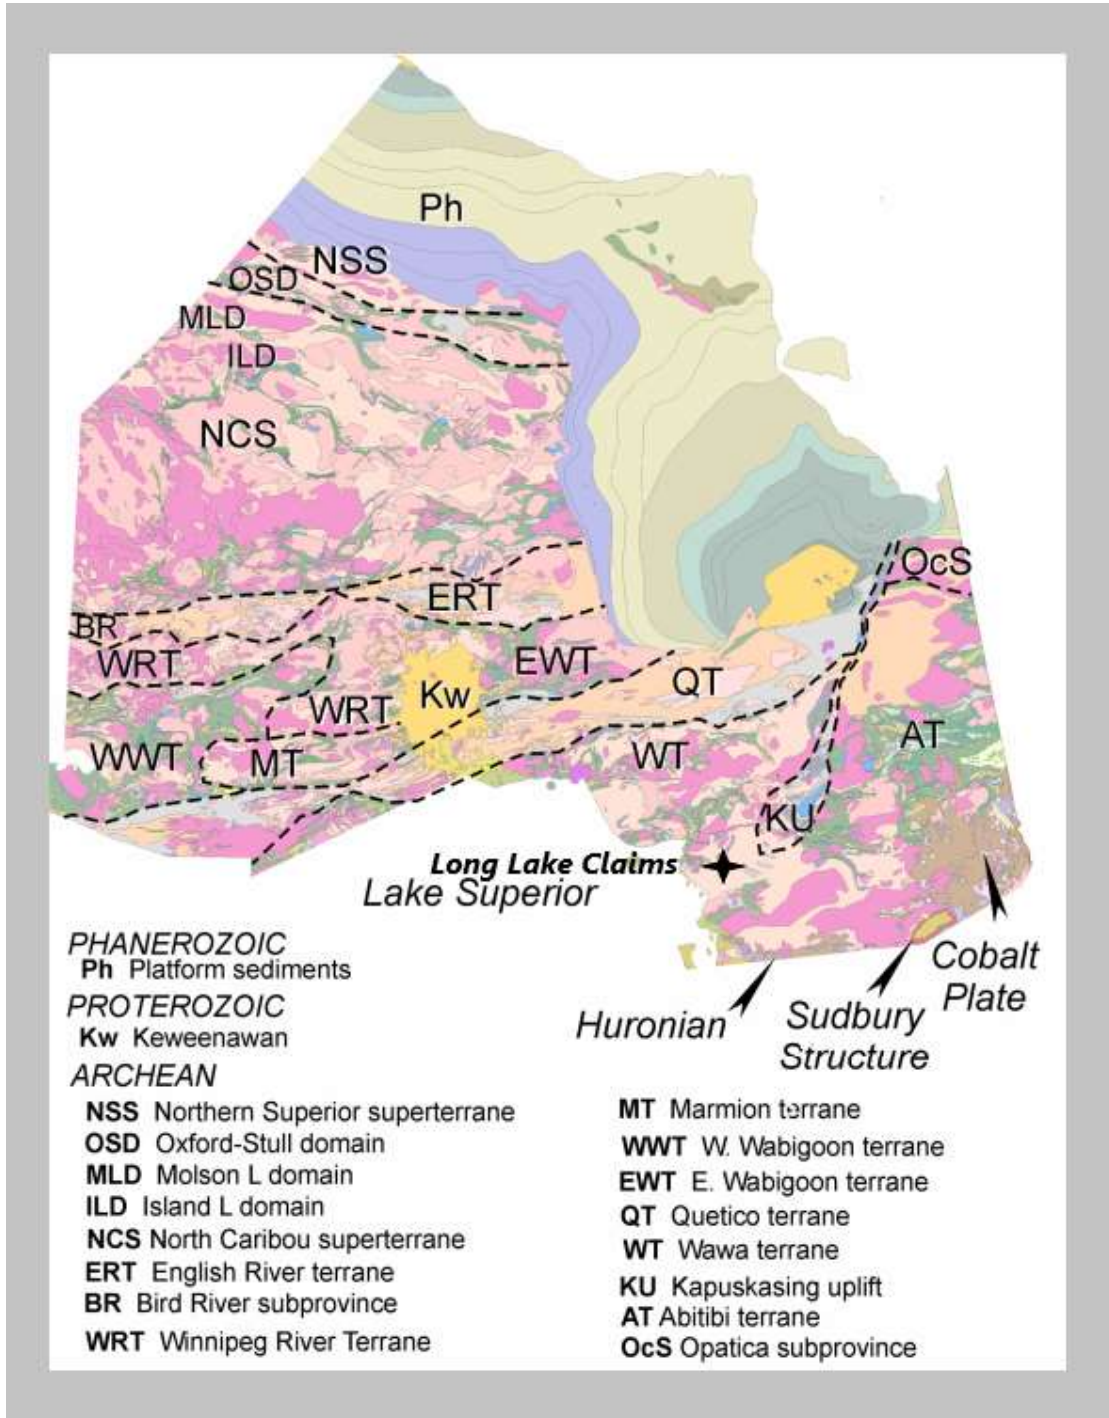 Ph
NSS
OSD
MLD
ILD
NCS
OcS
ERT
BR
WRT
EWT
QT
Kw
WRT
AT
WWT
MT
WT
KU
Long Lake Claims
Lake Superior
Cobalt
Plate
Huronian
Sudbury
Structure
PHANEROZOIC
Ph Platform sediments
PROTEROZOIC
Kw Keweenawan
ARCHEAN
NSS Northern Superior superterrane
OSD Oxford-Stull domain
MLD Molson L domain
ILD Island L domain
NCS North Caribou superterrane
ERT English River terrane
BR Bird River subprovince
WRT Winnipeg River Terrane
MT Marmion terrane
WWT W. Wabigoon terrane
EWT E. Wabigoon terrane
QT Quetico terrane
WT Wawa terrane
KU Kapuskasing uplift
AT Abitibi terrane
OcS Opatica subprovince